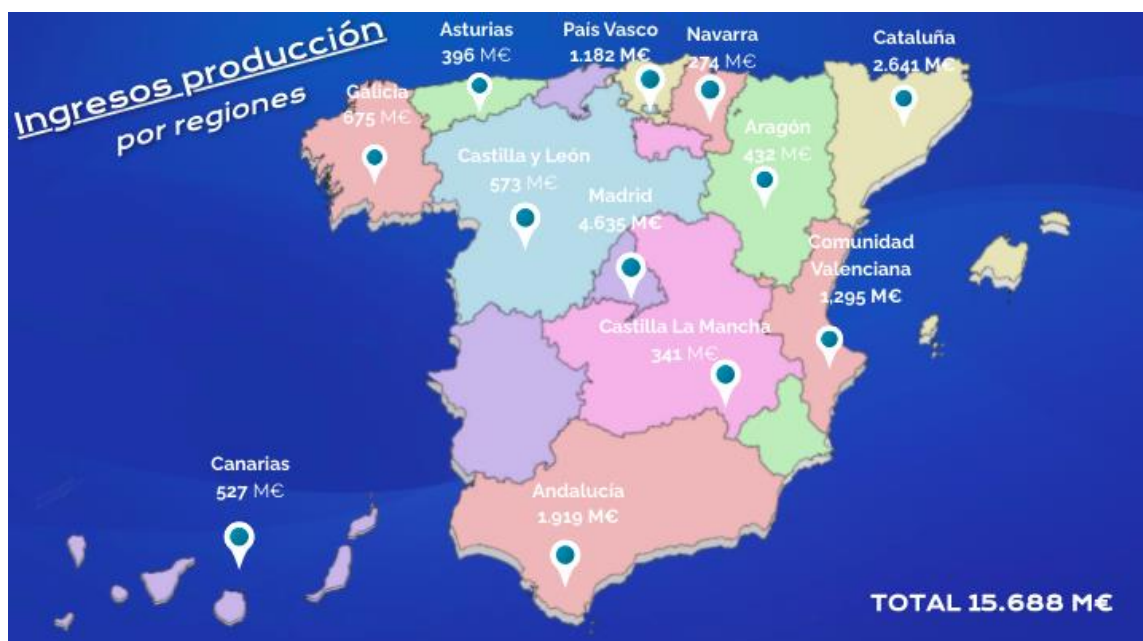 Ingresos producción
por regiones
Asturias
396 M€
País Vasco
1.182 M€
Navarra
274 M€
Cataluña
2.641 M€
Galicia
675 M€
Aragón
432 M€
Castilla y León
573 M€
Madrid
4.635 M€
Comunidad
Valenciana
1,295 M€
Castilla La Mancha
341 M€
Canarias
527 M€
Andalucía
1.919 M€
TOTAL 15.688 M€